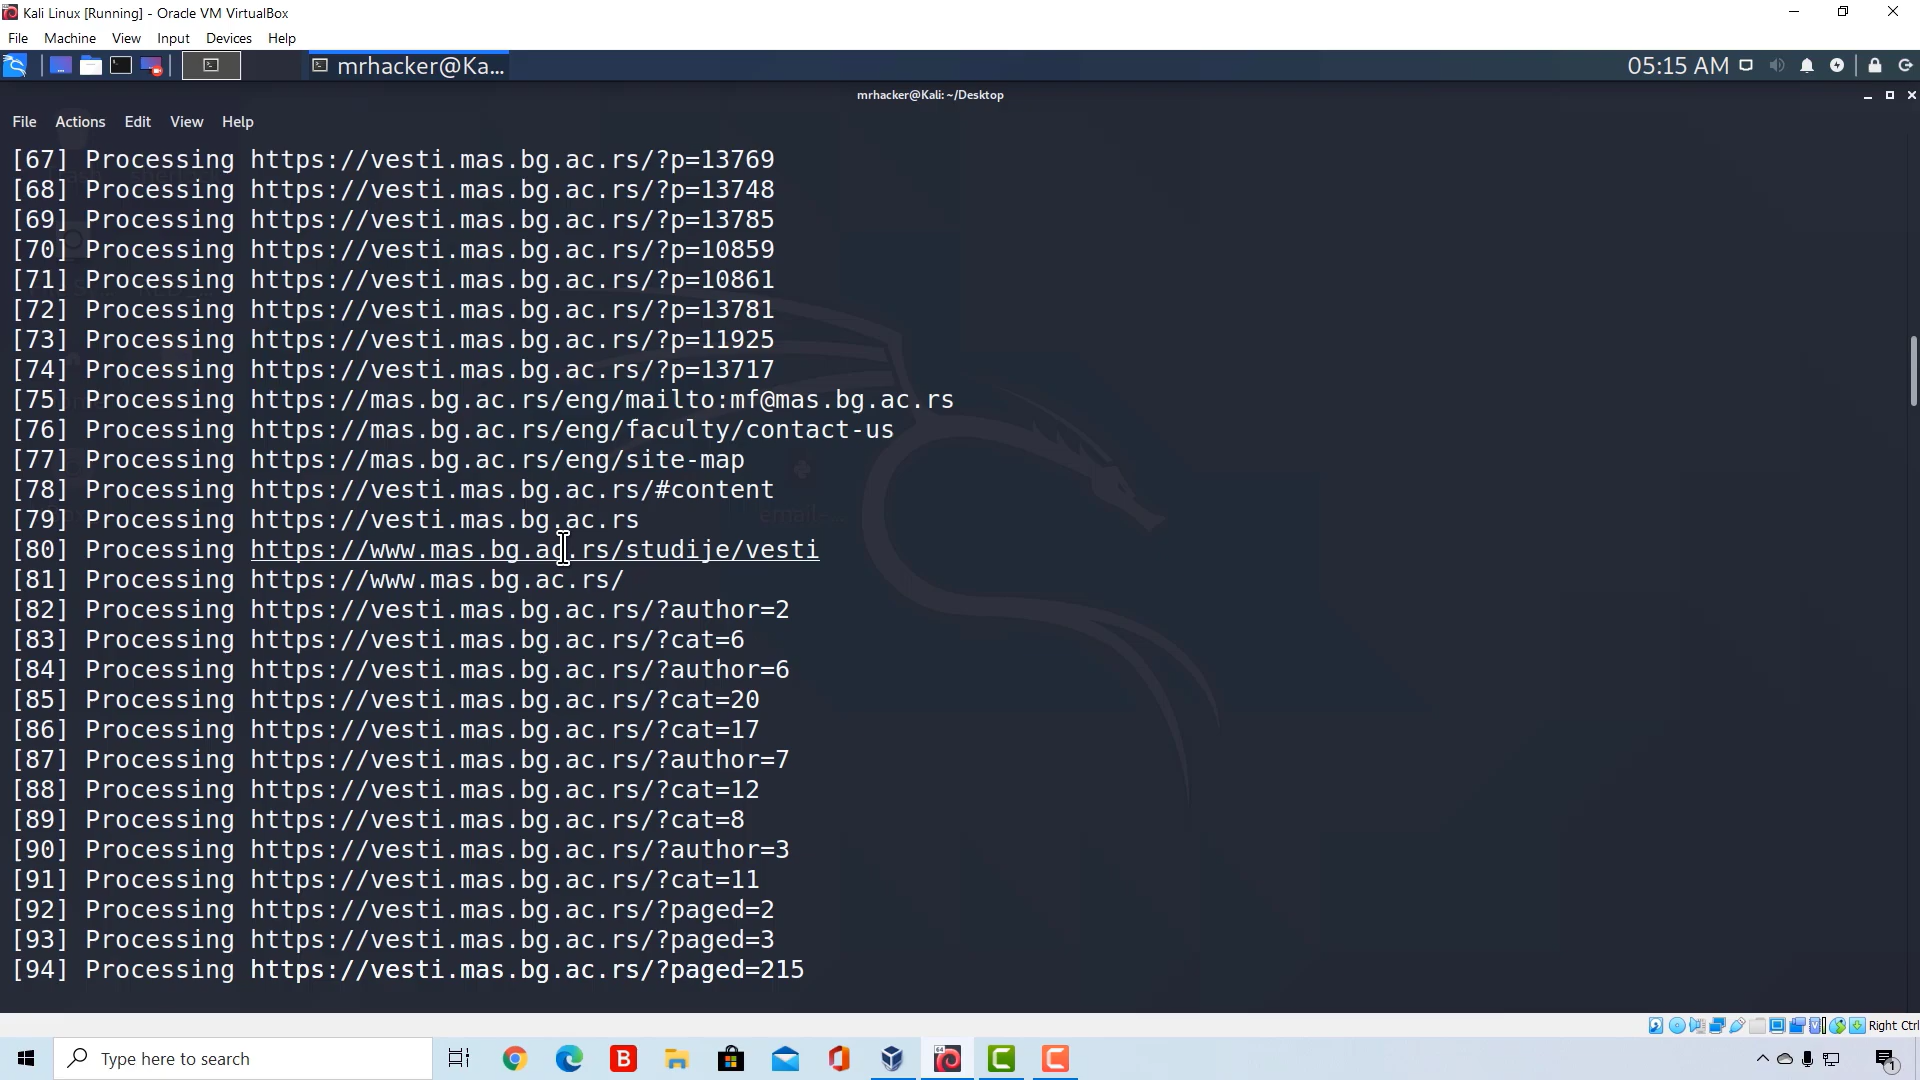 Kali Linux [Running] - Oracle VM VirtualBox
File Machine View Input Devices Help
mrhacker@Ka...
05:15 AM
mrhacker@Kali: ~/Desktop
File Actions Edit View Help
[67] Processing https://vesti.mas.bg.ac.rs/?p=13769
[68] Processing https://vesti.mas.bg.ac.rs/?p=13748
[69] Processing https://vesti.mas.bg.ac.rs/?p=13785
[70] Processing https://vesti.mas.bg.ac.rs/?p=10859
[71] Processing https://vesti.mas.bg.ac.rs/?p=10861
[72] Processing https://vesti.mas.bg.ac.rs/?p=13781
[73] Processing https://vesti.mas.bg.ac.rs/?p=11925
[74] Processing https://vesti.mas.bg.ac.rs/?p=13717
[75] Processing https://mas.bg.ac.rs/eng/mailto:mf@mas.bg.ac.rs
[76] Processing https://mas.bg.ac.rs/eng/faculty/contact-us
[77] Processing https://mas.bg.ac.rs/eng/site-map
[78] Processing https://vesti.mas.bg.ac.rs/#content
[79] Processing https://vesti.mas.bg.ac.rs
[80] Processing https://www.mas.bg.ac.rs/studije/vesti
[81] Processing https://www.mas.bg.ac.rs/
[82] Processing https://vesti.mas.bg.ac.rs/?author=2
[83] Processing https://vesti.mas.bg.ac.rs/?cat=6
[84] Processing https://vesti.mas.bg.ac.rs/?author=6
[85] Processing https://vesti.mas.bg.ac.rs/?cat=20
[86] Processing https://vesti.mas.bg.ac.rs/?cat=17
[87] Processing https://vesti.mas.bg.ac.rs/?author=7
[88] Processing https://vesti.mas.bg.ac.rs/?cat=12
[89] Processing https://vesti.mas.bg.ac.rs/?cat=8
[90] Processing https://vesti.mas.bg.ac.rs/?author=3
[91] Processing https://vesti.mas.bg.ac.rs/?cat=11
[92] Processing https://vesti.mas.bg.ac.rs/?paged=2
[93] Processing https://vesti.mas.bg.ac.rs/?paged=3
[94] Processing https://vesti.mas.bg.ac.rs/?paged=215
Right Ctrl
Type here to search